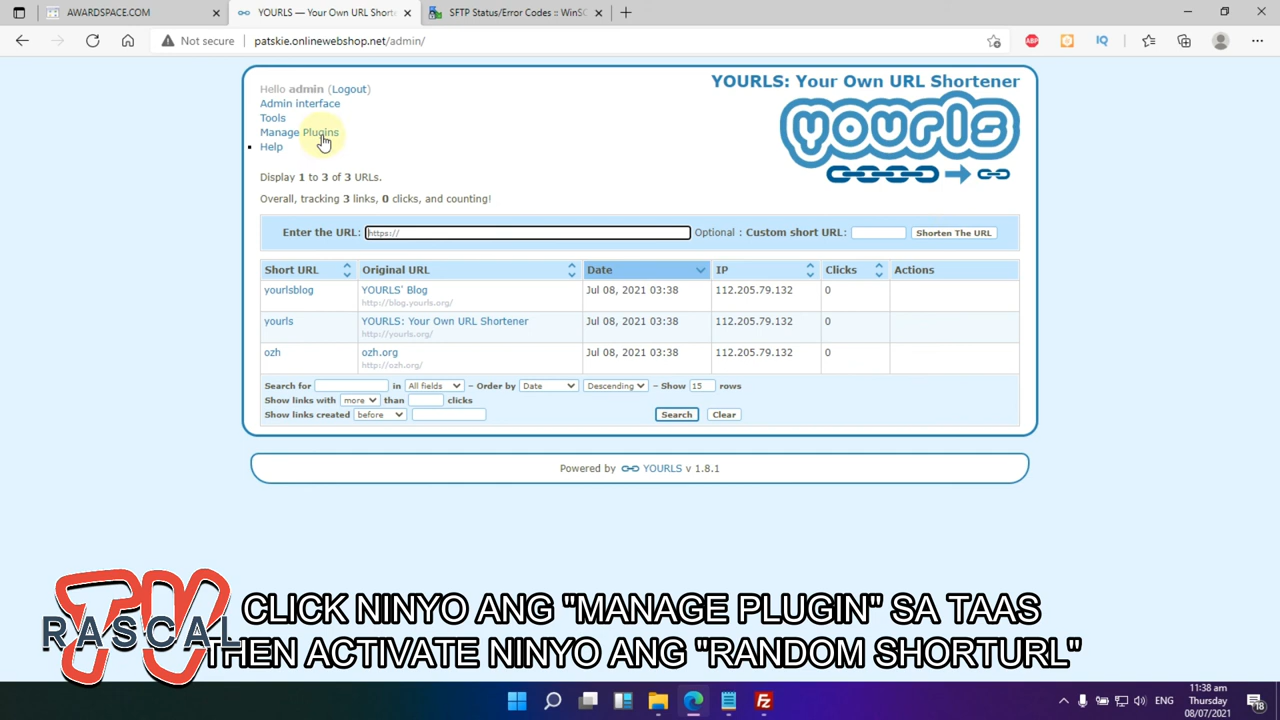 AWARDSPACE.COM
YOURLS — Your Own URL Shorte
SFTP Status/Error Codes :: WinSC
Not secure patskie.onlinewebshop.net/admin/
ABP
IQ
Hello admin (Logout)
Admin interface
Tools
Manage Plugins
Help
YOURLS: Your Own URL Shortener
yourls
Display 1 to 3 of 3 URLs.
Overall, tracking 3 links, 0 clicks, and counting!
Enter the URL: https:// Optional : Custom short URL: Shorten The URL
Short URL Original URL Date IP Clicks Actions
yourlsblog YOURLS' Blog Jul 08, 2021 03:38 112.205.79.132 0
http://blog.yourls.org/
yourls YOURLS: Your Own URL Shortener Jul 08, 2021 03:38 112.205.79.132 0
http://yourls.org/
ozh ozh.org Jul 08, 2021 03:38 112.205.79.132 0
http://ozh.org/
Search for in All fields – Order by Date Descending – Show 15 rows
Show links with more than clicks
Show links created before Search Clear
Powered by YOURLS v 1.8.1
TV
RASCAL
CLICK NINYO ANG "MANAGE PLUGIN" SA TAAS
THEN ACTIVATE NINYO ANG "RANDOM SHORTURL"
ENG
11:38 am
Thursday
08/07/2021
18